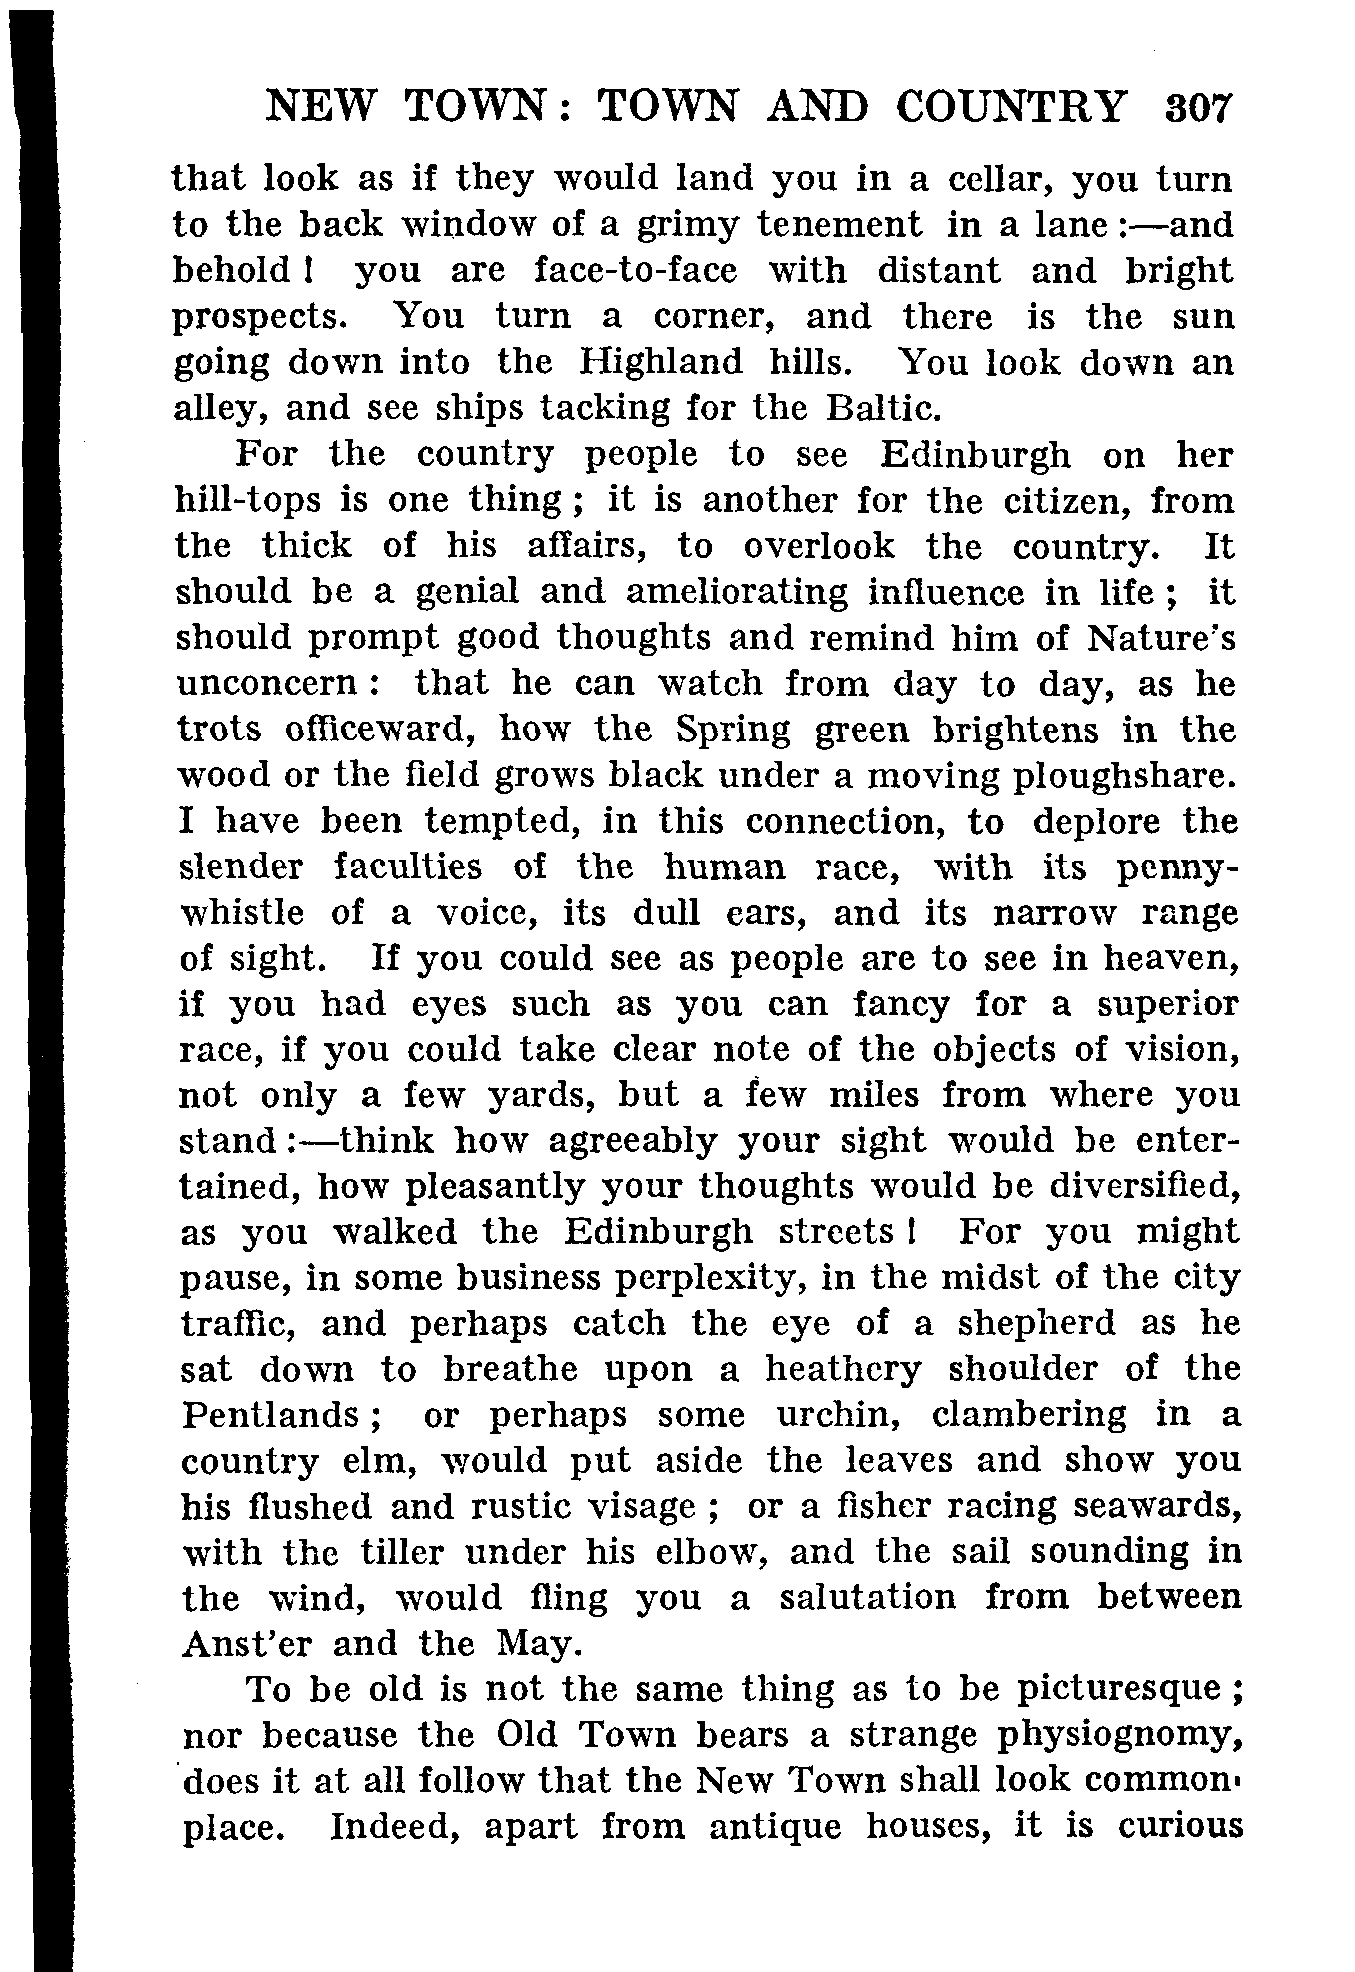 NEW TOWN: TOWN AND COUNTRY 307
that look as if they would land you in a cellar, you turn
to the back window of a grimy tenement in a lane :—and
behold ! you are face-to-face with distant and bright
prospects. You turn a corner, and there is the sun
going down into the Highland hills. You look down an
alley, and see ships tacking for the Baltic.
For the country people to see Edinburgh on her
hill-tops is one thing ; it is another for the citizen, from
the thick of his affairs, to overlook the country. It
should be a genial and ameliorating influence in life ; it
should prompt good thoughts and remind him of Nature's
unconcern : that he can watch from day to day, as he
trots officeward, how the Spring green brightens in the
wood or the field grows black under a moving ploughshare.
I have been tempted, in this connection, to deplore the
slender faculties of the human race, with its penny-
whistle of a voice, its dull ears, and its narrow range
of sight. If you could see as people are to see in heaven,
if you had eyes such as you can fancy for a superior
race, if you could take clear note of the objects of vision,
not only a few yards, but a few miles from where you
stand :—think how agreeably your sight would be enter-
tained, how pleasantly your thoughts would be diversified,
as you walked the Edinburgh streets ! For you might
pause, in some business perplexity, in the midst of the city
traffic, and perhaps catch the eye of a shepherd as he
sat down to breathe upon a heathery shoulder of the
Pentlands ; or perhaps some urchin, clambering in a
country elm, would put aside the leaves and show you
his flushed and rustic visage ; or a fisher racing seawards,
with the tiller under his elbow, and the sail sounding in
the wind, would fling you a salutation from between
Anst'er and the May.
To be old is not the same thing as to be picturesque ;
nor because the Old Town bears a strange physiognomy,
does it at all follow that the New Town shall look common-
place. Indeed, apart from antique houses, it is curious